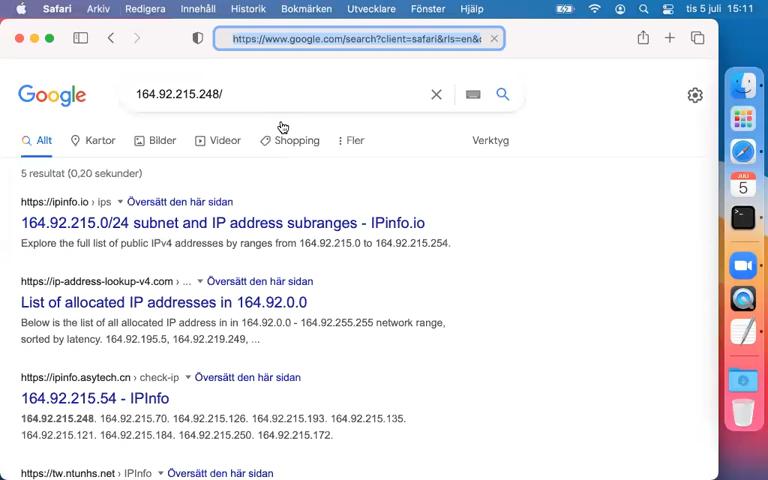 Safari Arkiv Redigera Innehåll Historik Bokmärken Utvecklare Fönster Hjälp tis 5 juli 15:11
https://www.google.com/search?client=safari&rls=en&
Google 164.92.215.248/
Allt Kartor Bilder Videor Shopping Fler Verktyg
5 resultat (0,20 sekunder)
https://ipinfo.io › ips Översätt den här sidan
164.92.215.0/24 subnet and IP address subranges - IPinfo.io
Explore the full list of public IPv4 addresses by ranges from 164.92.215.0 to 164.92.215.254.
https://ip-address-lookup-v4.com › ... Översätt den här sidan
List of allocated IP addresses in 164.92.0.0
Below is the list of all allocated IP address in in 164.92.0.0 - 164.92.255.255 network range,
sorted by latency. 164.92.195.5, 164.92.219.249, ...
https://ipinfo.asytech.cn › check-ip Översätt den här sidan
164.92.215.54 - IPInfo
164.92.215.248. 164.92.215.70. 164.92.215.126. 164.92.215.193. 164.92.215.135.
164.92.215.121. 164.92.215.184. 164.92.215.250. 164.92.215.172.
https://tw.ntunhs.net › IPInfo Översätt den här sidan
JULI
5